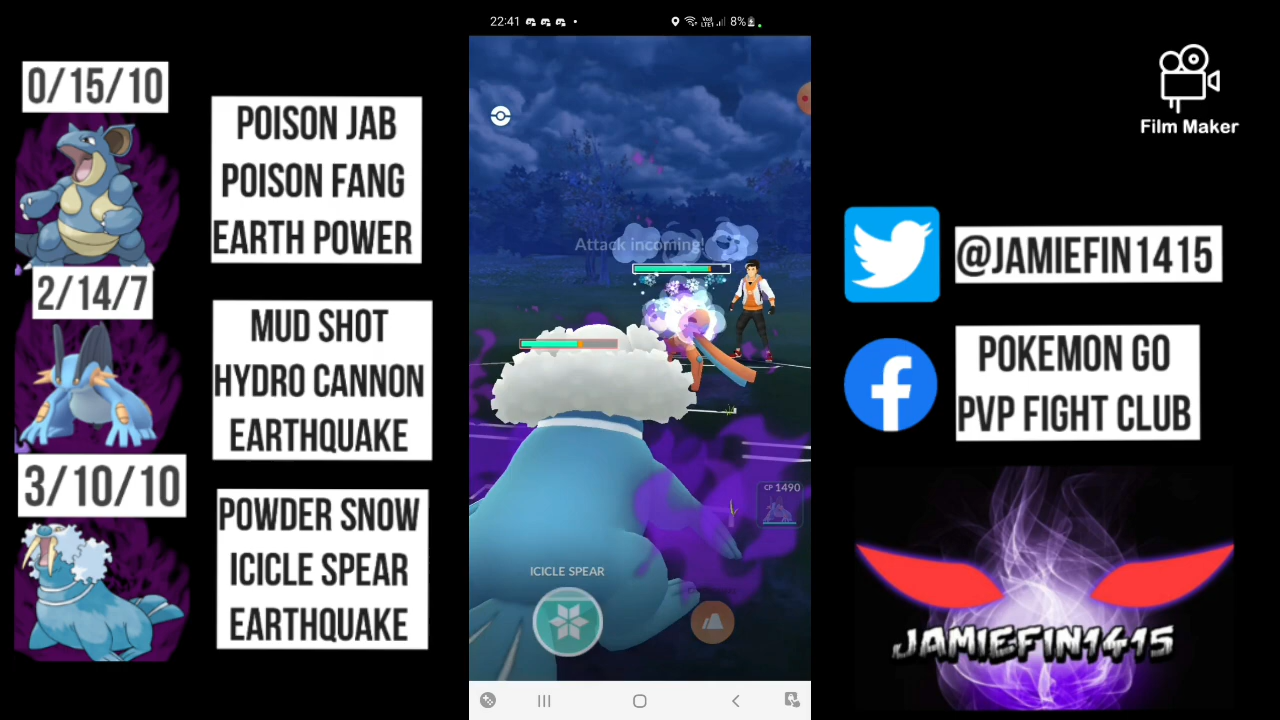 0/15/10
POISON JAB
POISON FANG
EARTH POWER
2/14/7
MUD SHOT
HYDRO CANNON
EARTHQUAKE
3/10/10
POWDER SNOW
ICICLE SPEAR
EARTHQUAKE
22:41
8%
Attack incoming!
CP 1490
ICICLE SPEAR
Film Maker
@JAMIEFIN1415
POKEMON GO
PVP FIGHT CLUB
JAMIEFIN1415